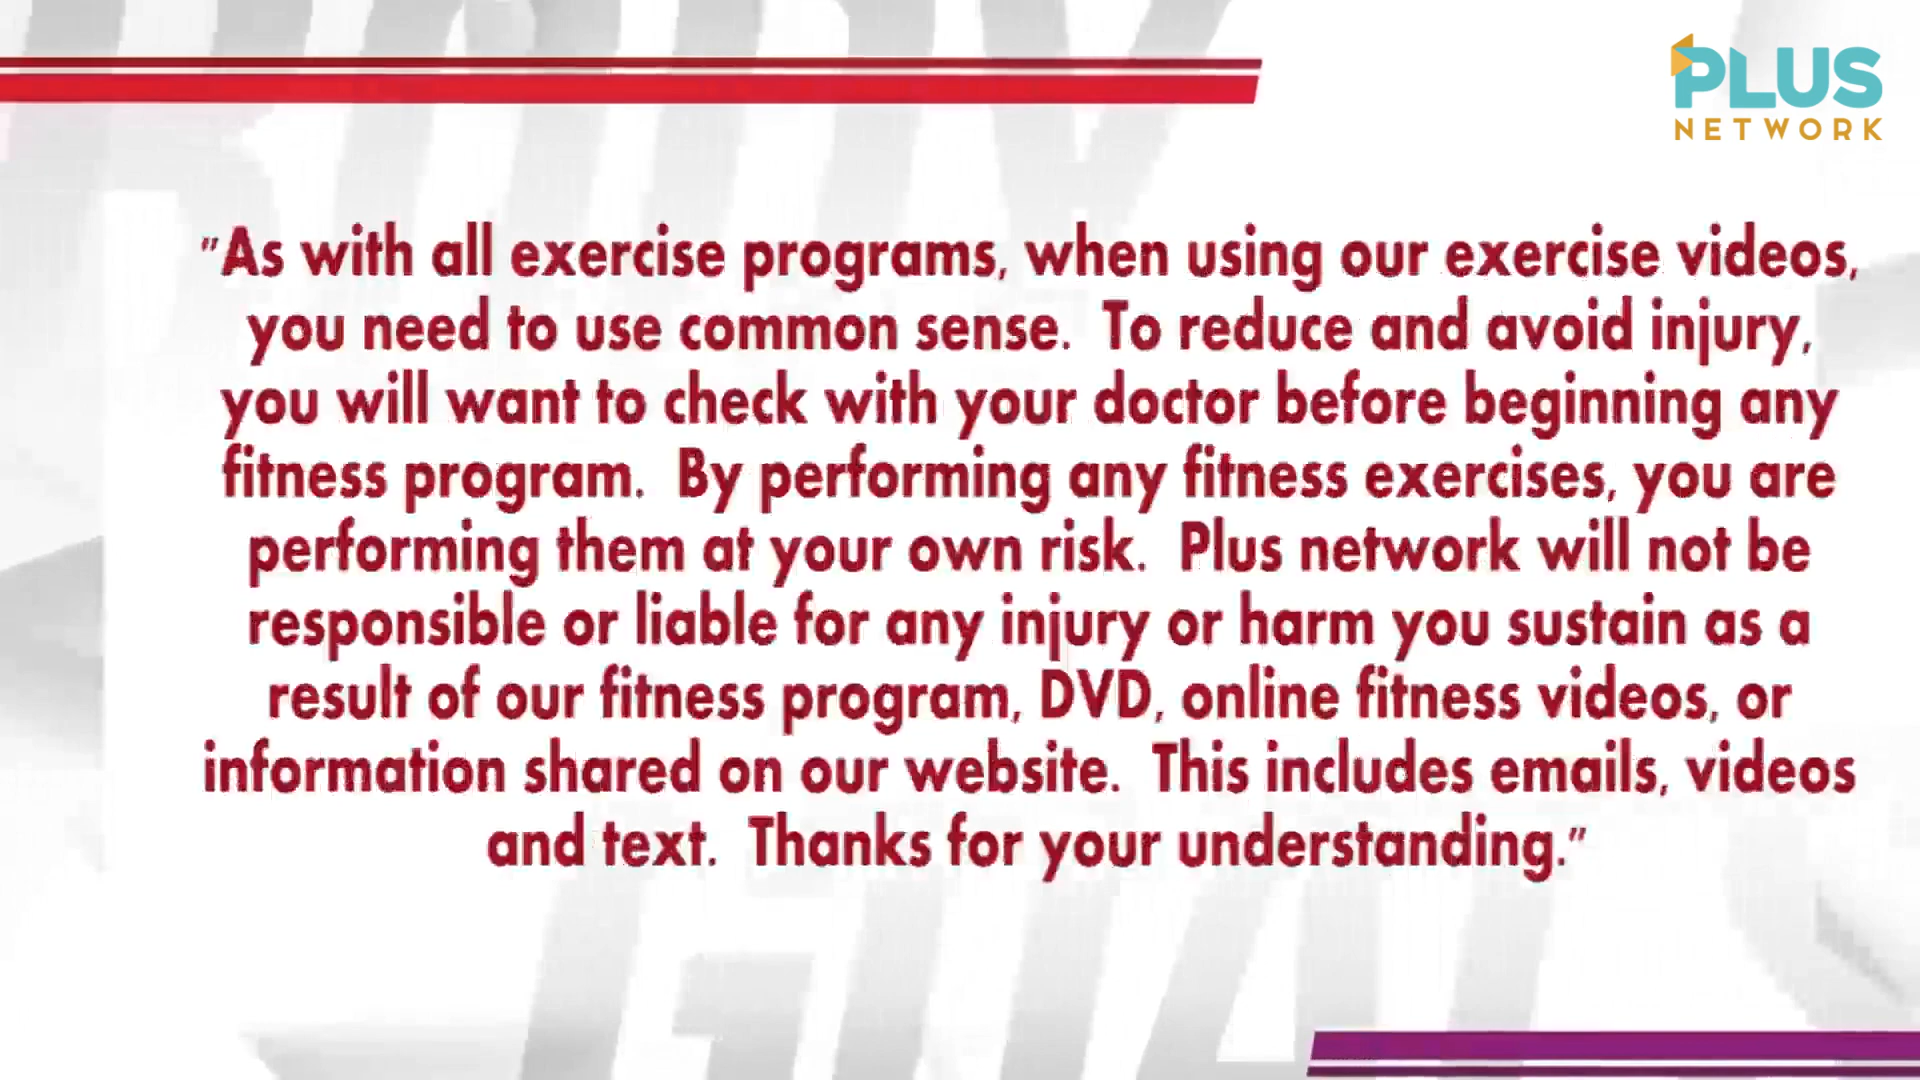 PLUS
NETWORK
"As with all exercise programs, when using our exercise videos,
you need to use common sense. To reduce and avoid injury,
you will want to check with your doctor before beginning any
fitness program. By performing any fitness exercises, you are
performing them at your own risk. Plus network will not be
responsible or liable for any injury or harm you sustain as a
result of our fitness program, DVD, online fitness videos, or
information shared on our website. This includes emails, videos
and text. Thanks for your understanding."